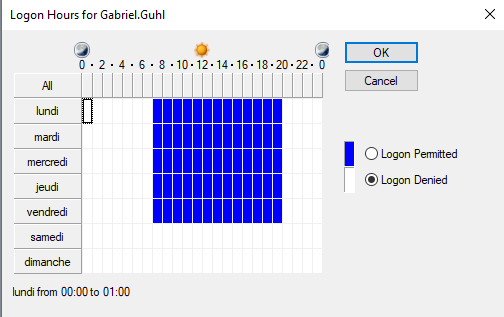 Logon Hours for Gabriel.Guhl
0 · 2 · 4 · 6 · 8 · 10 · 12 · 14 · 16 · 18 · 20 · 22 · 0
OK
Cancel
All
lundi
mardi
mercredi
jeudi
vendredi
samedi
dimanche
Logon Permitted
Logon Denied
lundi from 00:00 to 01:00